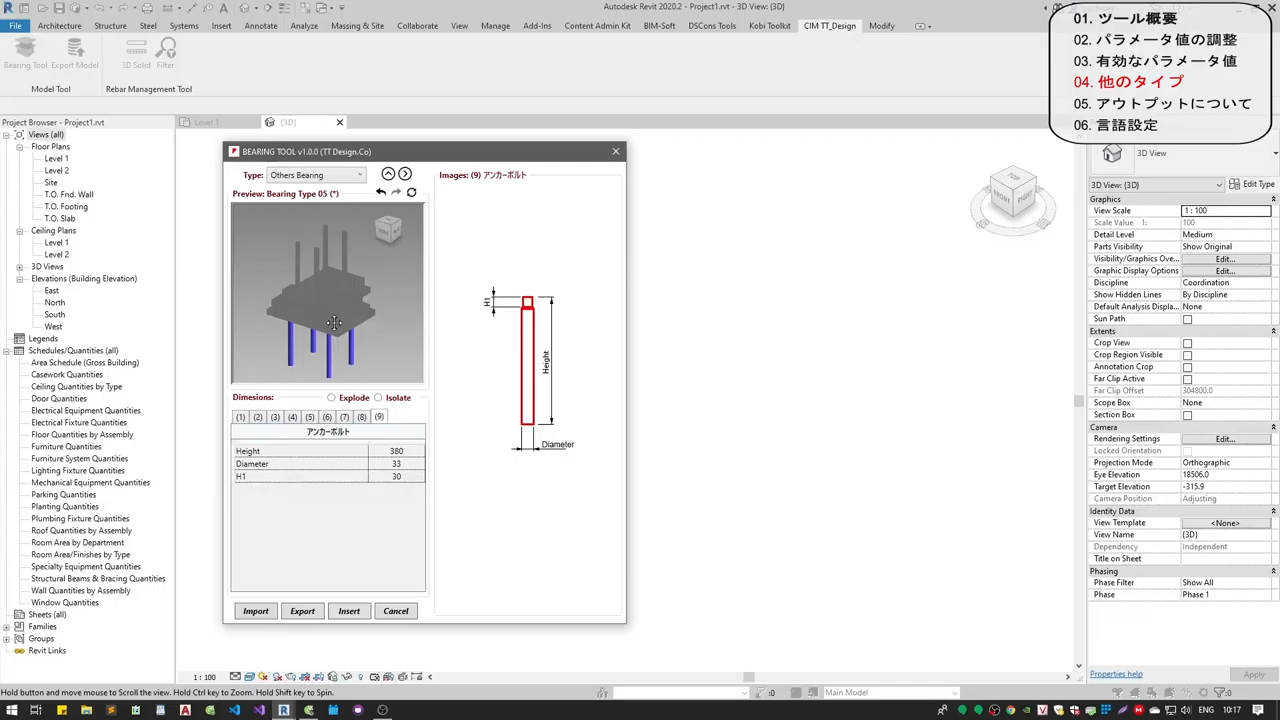 Autodesk Revit 2020.2 - Project1.rvt - 3D View: {3D}
File Architecture Structure Steel Systems Insert Annotate Analyze Massing & Site Collaborate View Manage Add-Ins Content Admin Kit BIM-Soft DSCS Tools Kobi Toolkit CIM TT_Design Modify
Bearing Tool Export Model 3D Solid Filter
Model Tool Rebar Management Tool
01. ツール概要
02. パラメータ値の調整
03. 有効なパラメータ値
04. 他のタイプ
05. アウトプットについて
06. 言語設定
Project Browser - Project1.rvt
Level 1 {3D}
Views (all)
Floor Plans
Level 1
Level 2
Site
T.O. Fnd. Wall
T.O. Footing
T.O. Slab
Ceiling Plans
Level 1
Level 2
3D Views
Elevations (Building Elevation)
East
North
South
West
Legends
Schedules/Quantities (all)
Area Schedule (Gross Building)
Casework Quantities
Ceiling Quantities by Type
Door Quantities
Electrical Equipment Quantities
Electrical Fixture Quantities
Floor Quantities by Assembly
Furniture Quantities
Furniture System Quantities
Lighting Fixture Quantities
Mechanical Equipment Quantities
Parking Quantities
Planting Quantities
Plumbing Fixture Quantities
Roof Quantities by Assembly
Room Area by Department
Room Area/Finishes by Type
Specialty Equipment Quantities
Structural Beams & Bracing Quantities
Wall Quantities by Assembly
Window Quantities
Sheets (all)
Families
Groups
Revit Links
BEARING TOOL v1.0.0 (TT Design.Co)
Type: Others Bearing
Preview: Bearing Type 05 (*)
Dimesions: Explode Isolate
(1) (2) (3) (4) (5) (6) (7) (8) (9)
アンカーボルト
Height 380
Diameter 33
H1 30
Import Export Insert Cancel
Images: (9) アンカーボルト
H1
Height
Diameter
TOP
FRONT RIGHT
3D View
3D View: {3D} Edit Type
Graphics
View Scale 1 : 100
Scale Value 1: 100
Detail Level Medium
Parts Visibility Show Original
Visibility/Graphics Ove... Edit...
Graphic Display Options Edit...
Discipline Coordination
Show Hidden Lines By Discipline
Default Analysis Displa... None
Sun Path
Extents
Crop View
Crop Region Visible
Annotation Crop
Far Clip Active
Far Clip Offset 304800.0
Scope Box None
Section Box
Camera
Rendering Settings Edit...
Locked Orientation
Projection Mode Orthographic
Eye Elevation 18506.0
Target Elevation -315.9
Camera Position Adjusting
Identity Data
View Template <None>
View Name {3D}
Dependency Independent
Title on Sheet
Phasing
Phase Filter Show All
Phase Phase 1
Properties help Apply
1 : 100
Hold button and move mouse to Scroll the view. Hold Ctrl key to Zoom. Hold Shift key to Spin.
:0 Main Model :0
ENG 10:17